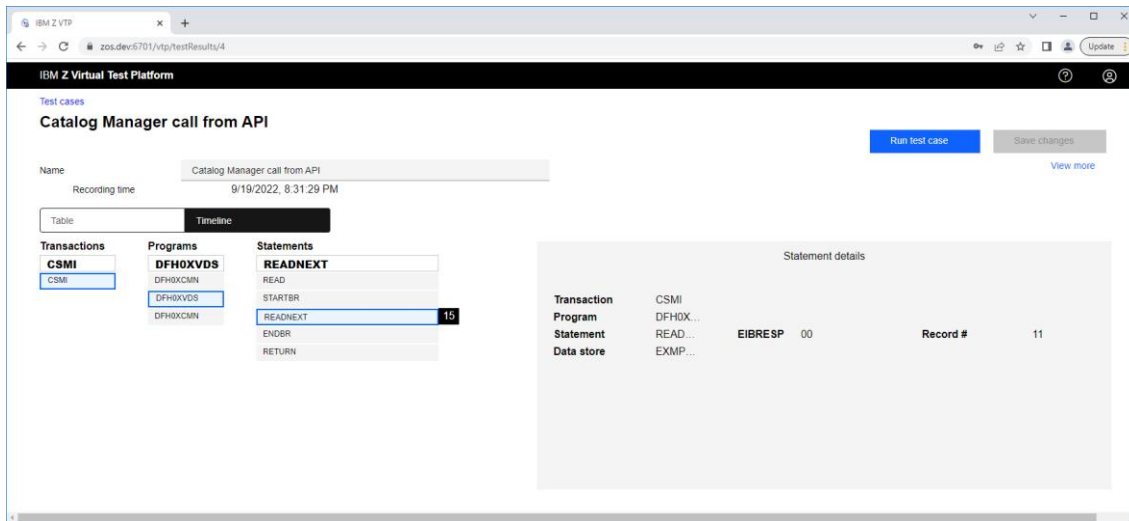 IBM Z VTP
zos.dev:6701/vtp/testResults/4
Update
IBM Z Virtual Test Platform
Test cases
Catalog Manager call from API
Run test case
Save changes
View more
Name
Catalog Manager call from API
Recording time
9/19/2022, 8:31:29 PM
Table
Timeline
Transactions
CSMI
CSMI
Programs
DFH0XVDS
DFH0XCMN
DFH0XVDS
DFH0XCMN
Statements
READNEXT
READ
STARTBR
READNEXT 15
ENDBR
RETURN
Statement details
Transaction CSMI
Program DFH0X...
Statement READ... EIBRESP 00 Record # 11
Data store EXMP...